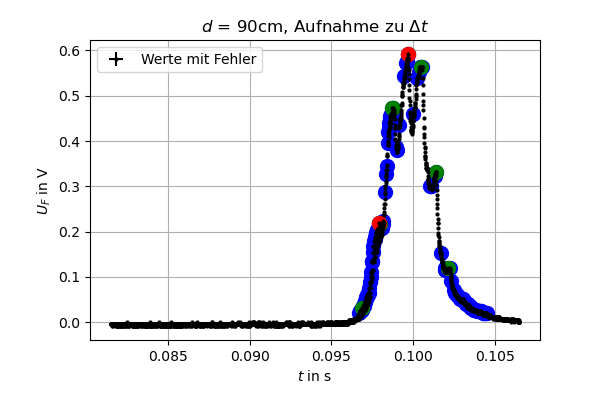 d = 90cm, Aufnahme zu Δt
Werte mit Fehler
U_F in V
0.6
0.5
0.4
0.3
0.2
0.1
0.0
0.085 0.090 0.095 0.100 0.105
t in s